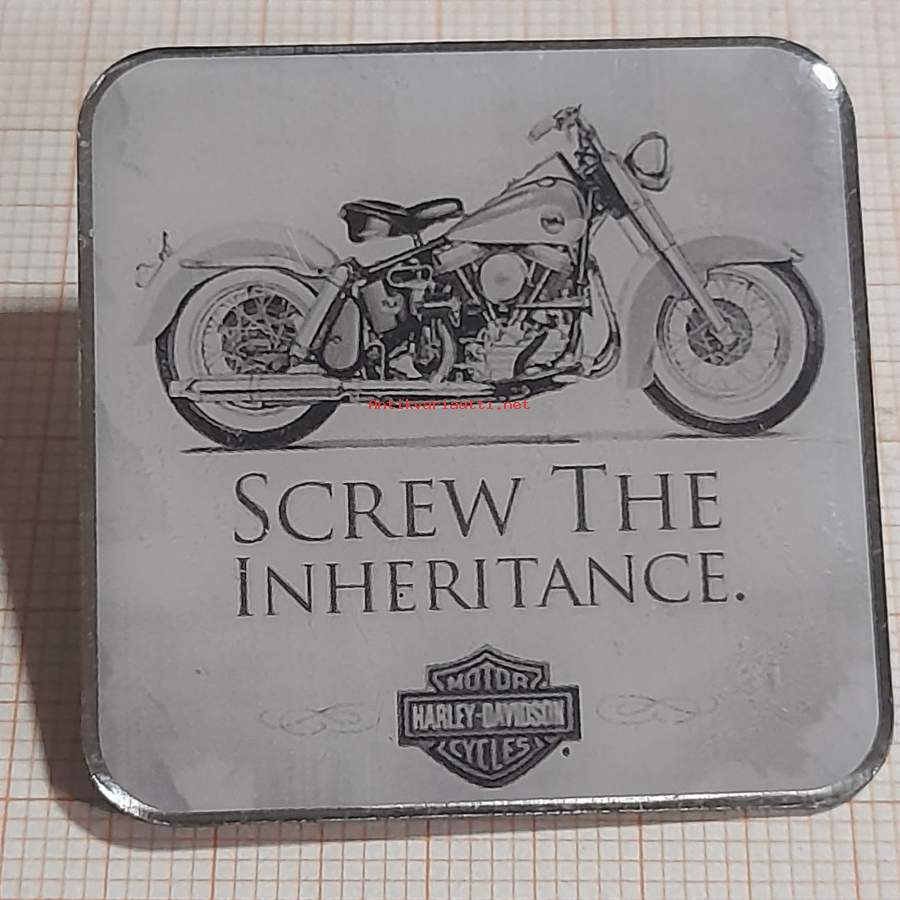 Antikvariaatti.net
SCREW THE
INHERITANCE.
MOTOR
HARLEY-DAVIDSON
CYCLES